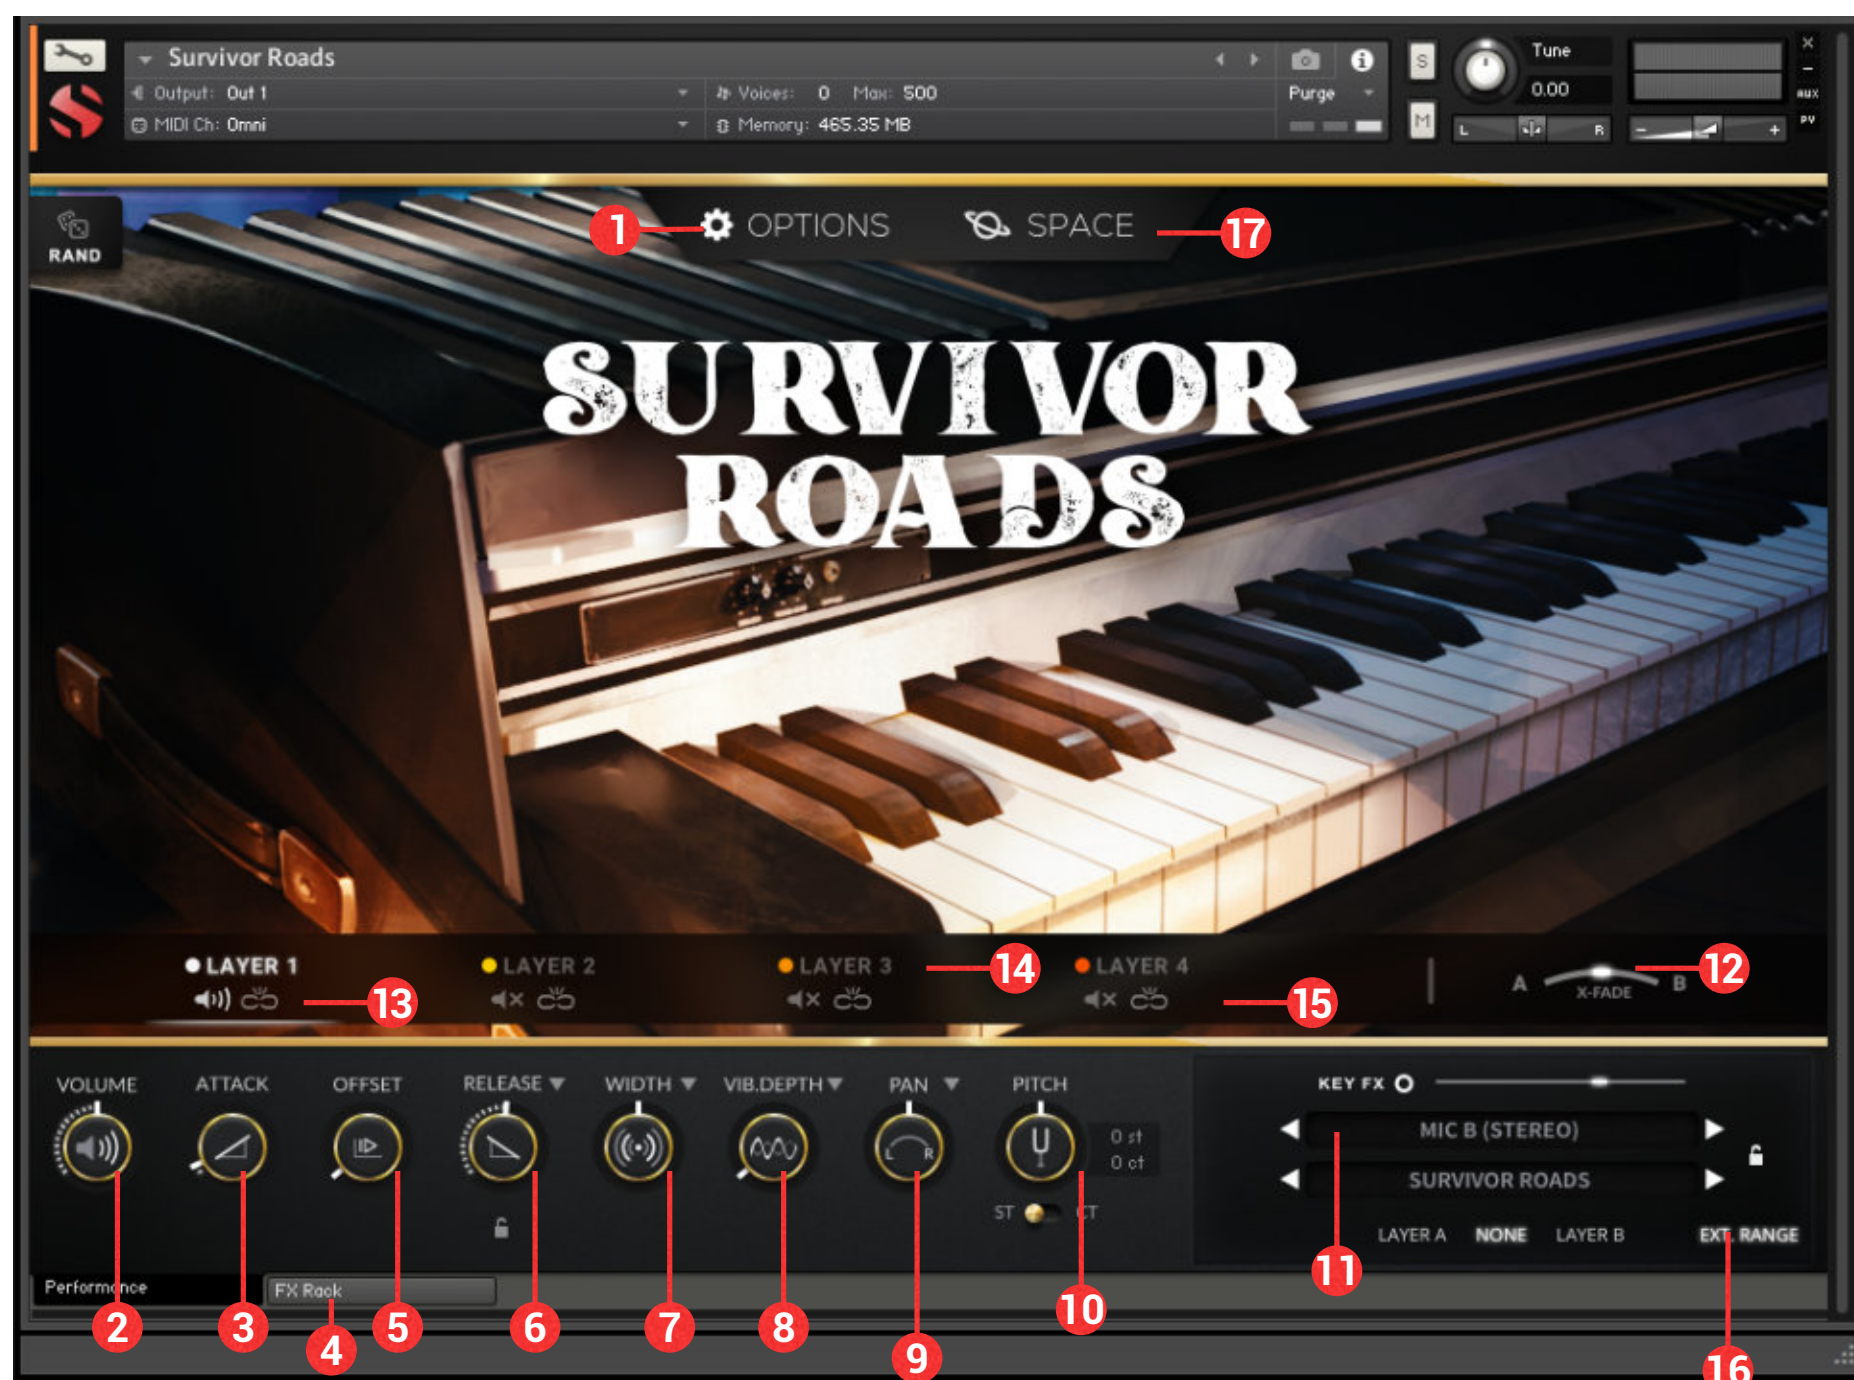 Survivor Roads
Output: Out 1
Voices: 0 Max: 500
Purge
MIDI Ch: Omni
Memory: 465.35 MB
S
M
Tune
0.00
L R
- +
×
-
AUX
PV
RAND
1 OPTIONS SPACE 17
SURVIVOR
ROADS
LAYER 1 LAYER 2 LAYER 3 14 LAYER 4
13 15
A X-FADE B 12
VOLUME ATTACK OFFSET RELEASE WIDTH VIB.DEPTH PAN PITCH
L R
0 st
0 ct
ST CT
KEY FX
MIC B (STEREO)
SURVIVOR ROADS
LAYER A NONE LAYER B EXT. RANGE
Performance FX Rack
2 3 4 5 6 7 8 9 10 11 16